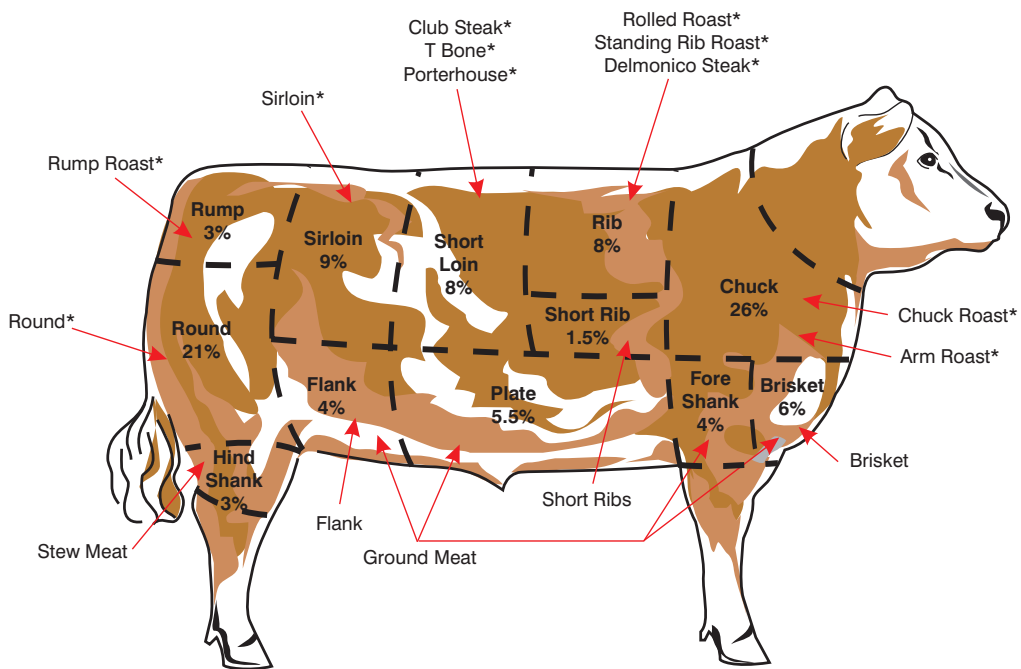 Club Steak*
T Bone*
Porterhouse*
Rolled Roast*
Standing Rib Roast*
Delmonico Steak*
Sirloin*
Rump Roast*
Rump
3%
Sirloin
9%
Short
Loin
8%
Rib
8%
Chuck
26%
Short Rib
1.5%
Chuck Roast*
Round*
Round
21%
Arm Roast*
Flank
4%
Plate
5.5%
Fore
Shank
4%
Brisket
6%
Hind
Shank
3%
Brisket
Short Ribs
Flank
Stew Meat
Ground Meat